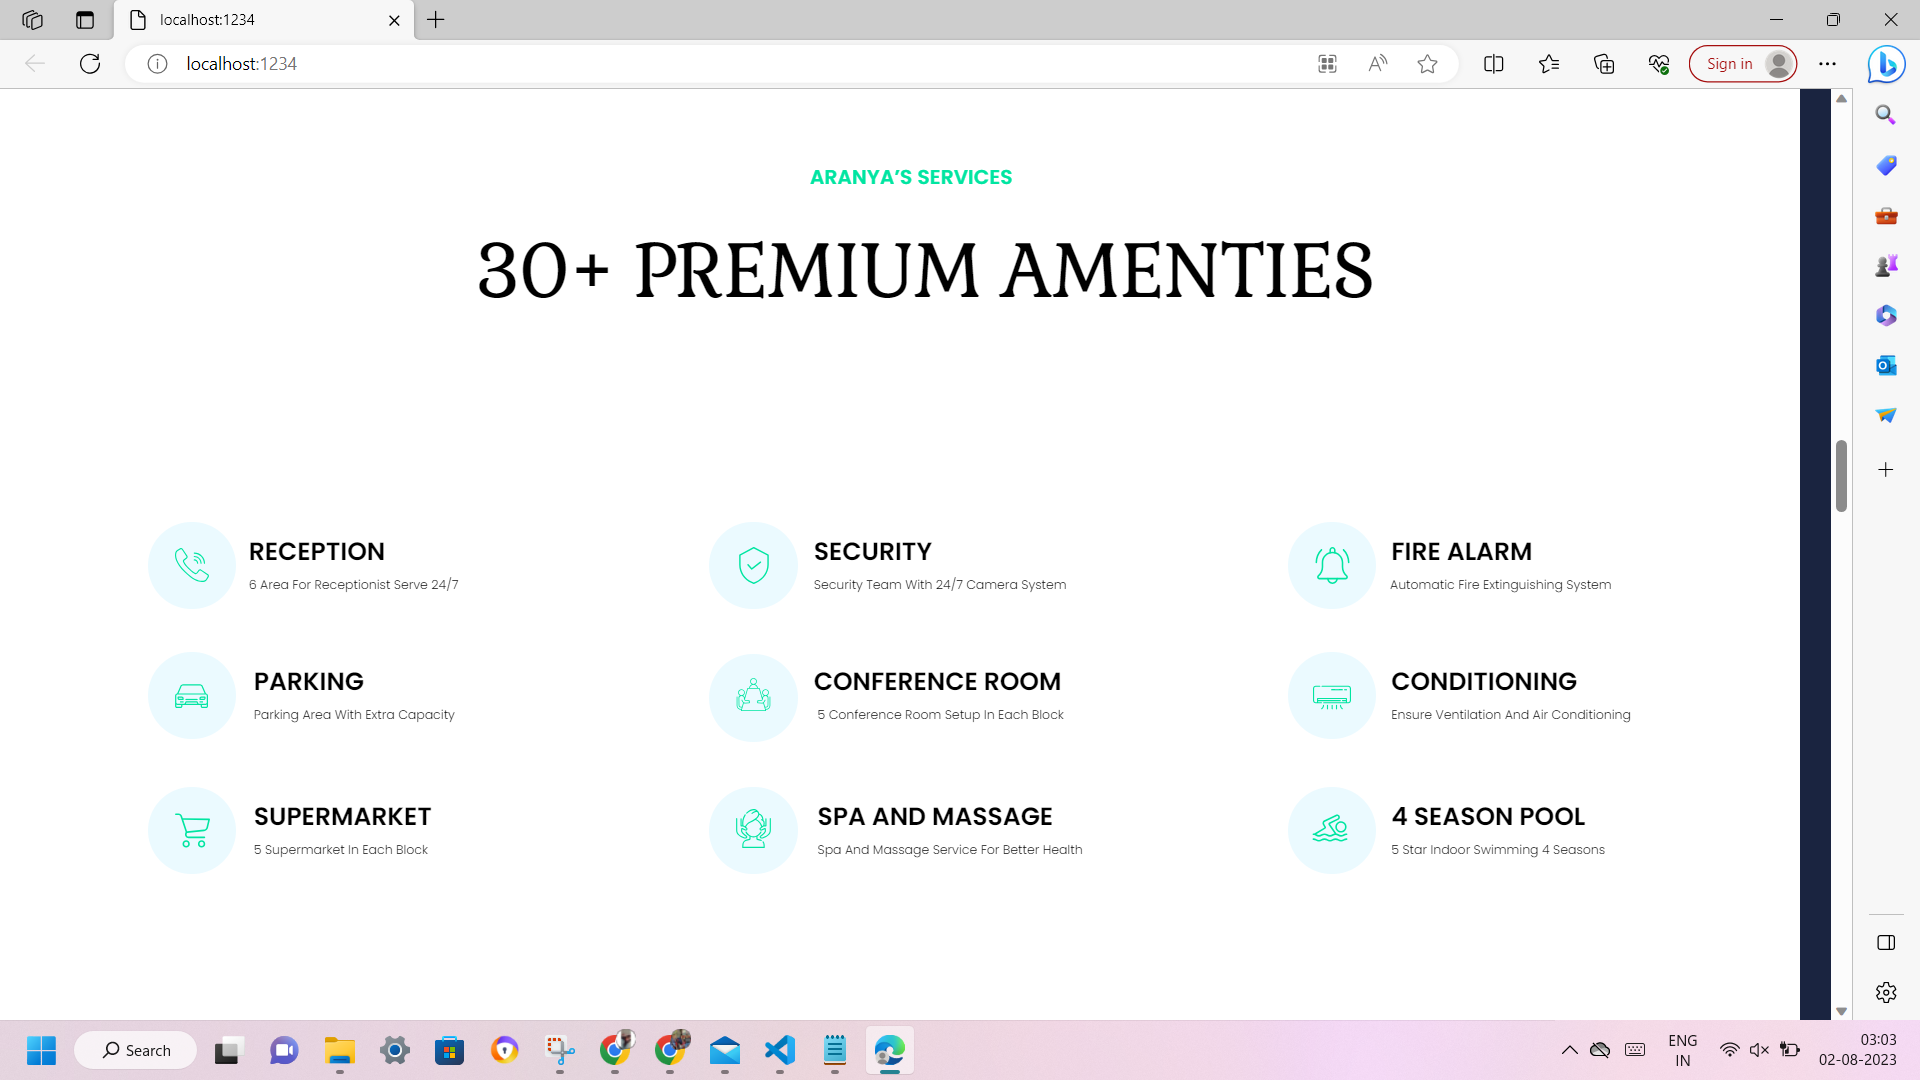 localhost:1234
localhost:1234
Sign in
ARANYA'S SERVICES
30+ PREMIUM AMENTIES
RECEPTION
6 Area For Receptionist Serve 24/7
SECURITY
Security Team With 24/7 Camera System
FIRE ALARM
Automatic Fire Extinguishing System
PARKING
Parking Area With Extra Capacity
CONFERENCE ROOM
5 Conference Room Setup In Each Block
CONDITIONING
Ensure Ventilation And Air Conditioning
SUPERMARKET
5 Supermarket In Each Block
SPA AND MASSAGE
Spa And Massage Service For Better Health
4 SEASON POOL
5 Star Indoor Swimming 4 Seasons
Search
ENG
IN
03:03
02-08-2023